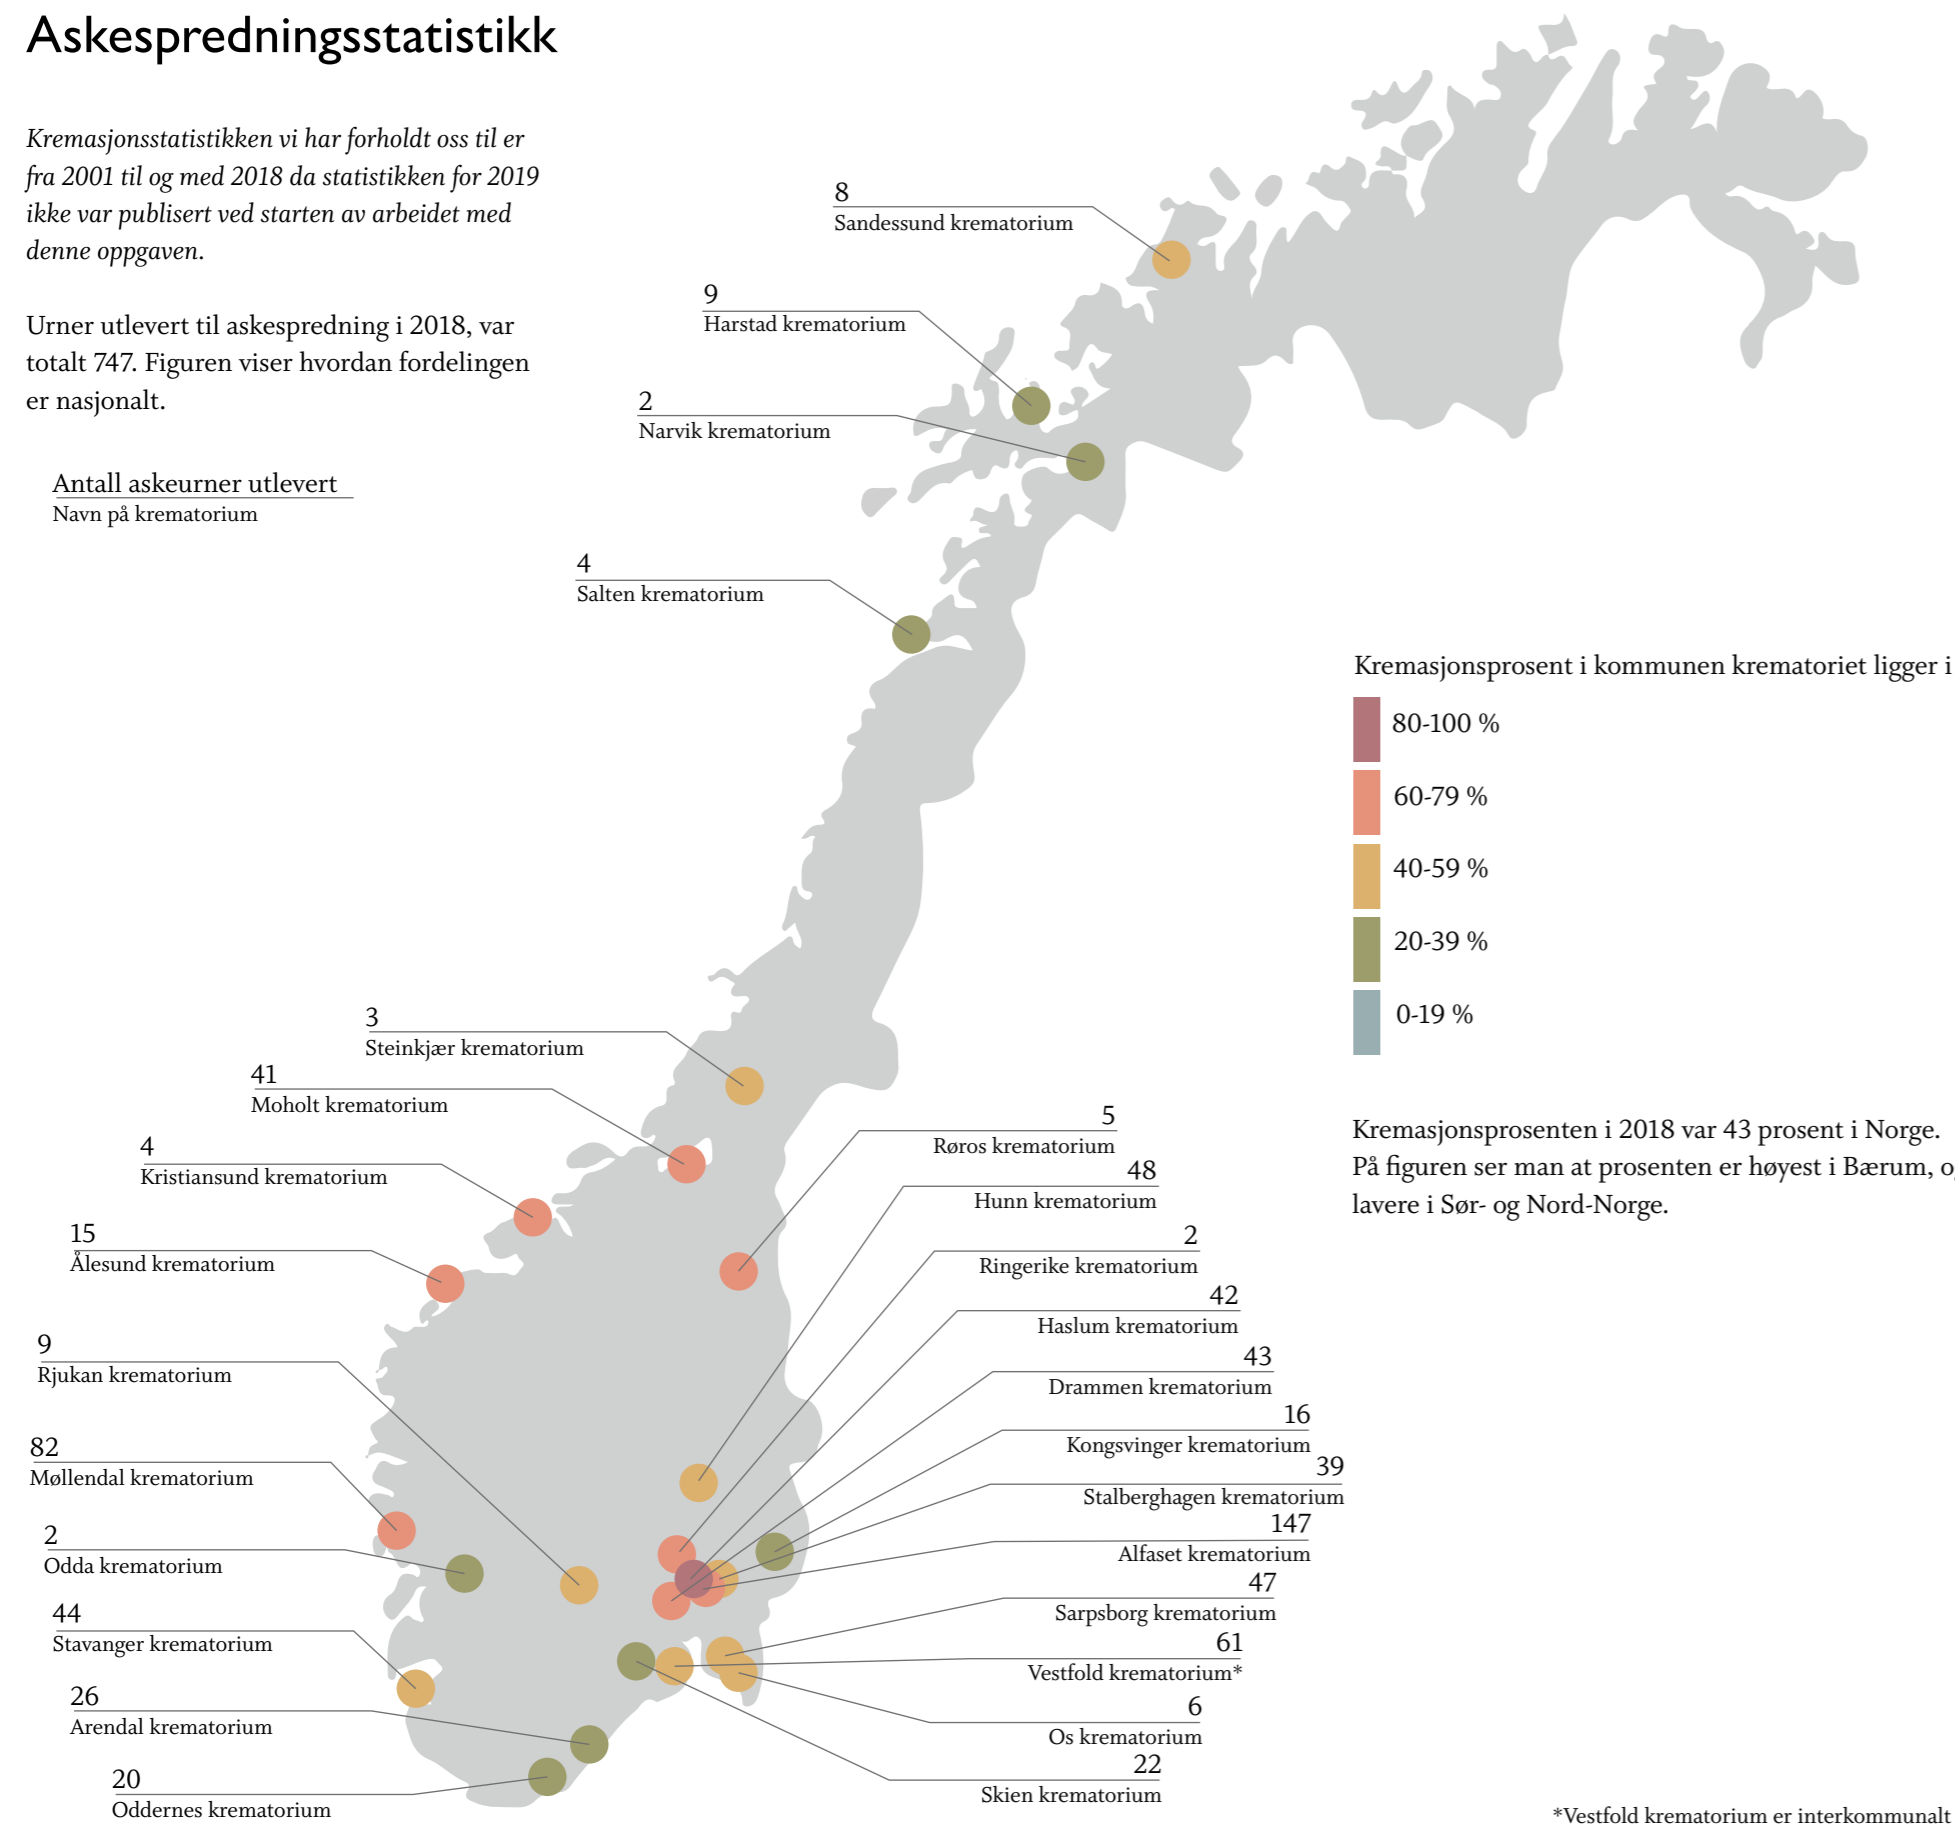 Askespredningsstatistikk
Kremasjonsstatistikken vi har forholdt oss til er
fra 2001 til og med 2018 da statistikken for 2019
ikke var publisert ved starten av arbeidet med
denne oppgaven.
Urner utlevert til askespredning i 2018, var
totalt 747. Figuren viser hvordan fordelingen
er nasjonalt.
Antall askeurner utlevert
Navn på krematorium
8
Sandessund krematorium
9
Harstad krematorium
2
Narvik krematorium
4
Salten krematorium
Kremasjonsprosent i kommunen krematoriet ligger i
80-100 %
60-79 %
40-59 %
20-39 %
0-19 %
Kremasjonsprosenten i 2018 var 43 prosent i Norge.
På figuren ser man at prosenten er høyest i Bærum,
lavere i Sør- og Nord-Norge.
3
Steinkjær krematorium
41
Moholt krematorium
4
Kristiansund krematorium
15
Ålesund krematorium
9
Rjukan krematorium
82
Møllendal krematorium
2
Odda krematorium
44
Stavanger krematorium
26
Arendal krematorium
20
Oddernes krematorium
5
Røros krematorium
48
Hunn krematorium
2
Ringerike krematorium
42
Haslum krematorium
43
Drammen krematorium
16
Kongsvinger krematorium
39
Stalberghagen krematorium
147
Alfaset krematorium
47
Sarpsborg krematorium
61
Vestfold krematorium*
6
Os krematorium
22
Skien krematorium
*Vestfold krematorium er interkommunalt